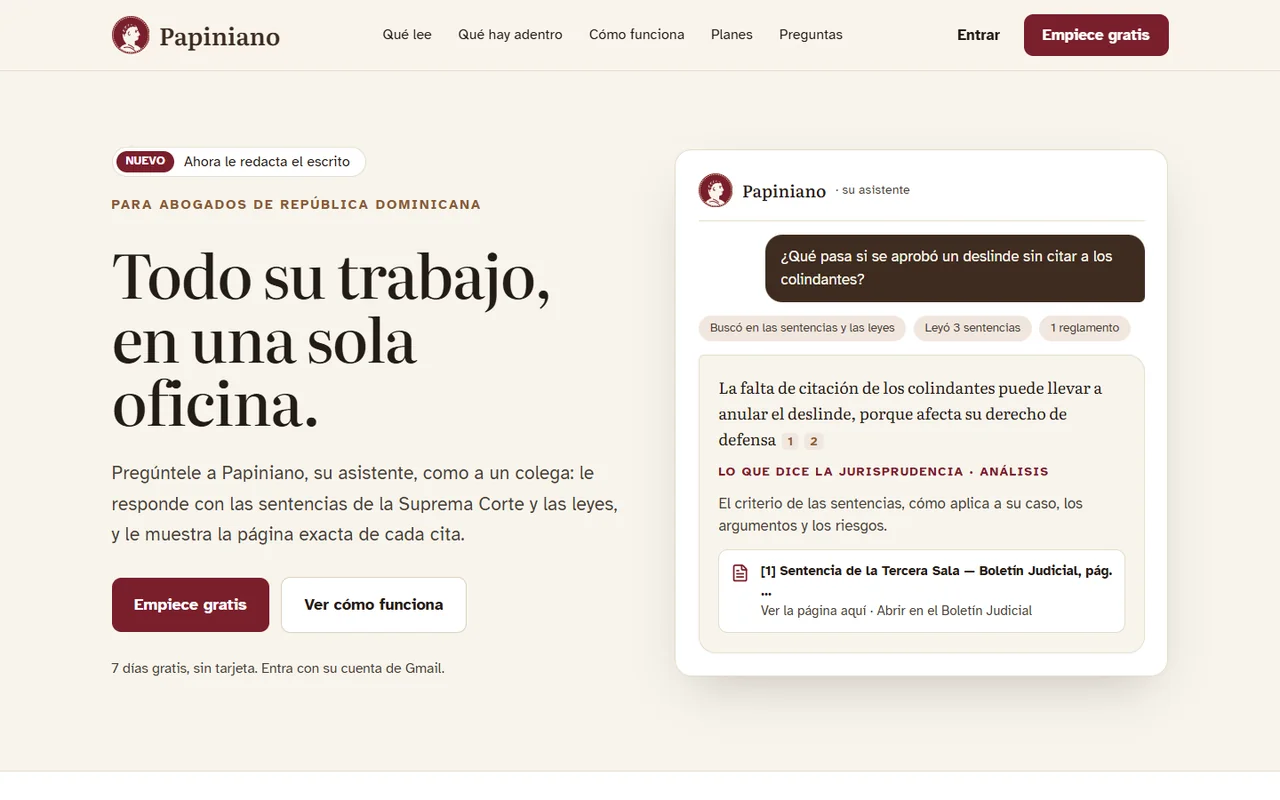 Papiniano
Qué lee
Qué hay adentro
Cómo funciona
Planes
Preguntas
Entrar
Empiece gratis
NUEVO Ahora le redacta el escrito
PARA ABOGADOS DE REPÚBLICA DOMINICANA
Todo su trabajo,
en una sola
oficina.
Pregúntele a Papiniano, su asistente, como a un colega: le
responde con las sentencias de la Suprema Corte y las leyes,
y le muestra la página exacta de cada cita.
Empiece gratis
Ver cómo funciona
7 días gratis, sin tarjeta. Entra con su cuenta de Gmail.
Papiniano · su asistente
¿Qué pasa si se aprobó un deslinde sin citar a los
colindantes?
Buscó en las sentencias y las leyes
Leyó 3 sentencias
1 reglamento
La falta de citación de los colindantes puede llevar a
anular el deslinde, porque afecta su derecho de
defensa 1 2
LO QUE DICE LA JURISPRUDENCIA · ANÁLISIS
El criterio de las sentencias, cómo aplica a su caso, los
argumentos y los riesgos.
[1] Sentencia de la Tercera Sala — Boletín Judicial, pág.
...
Ver la página aquí · Abrir en el Boletín Judicial